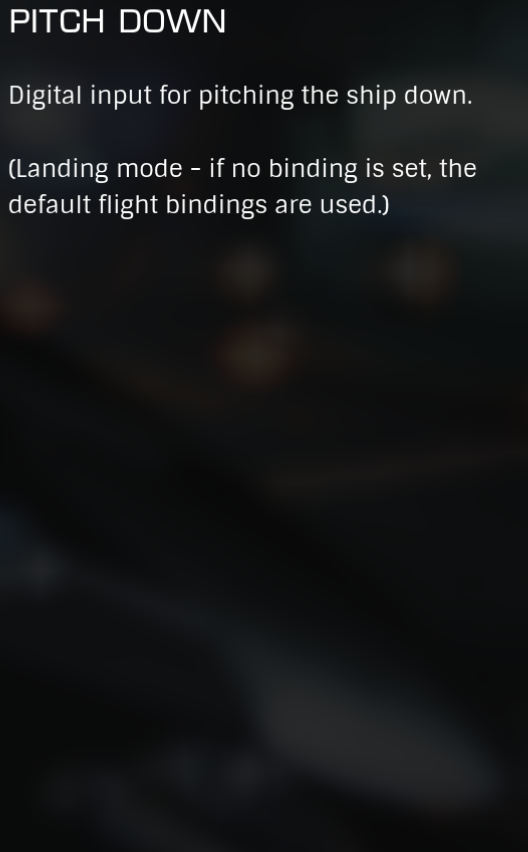 PITCH DOWN
Digital input for pitching the ship down.
(Landing mode - if no binding is set, the
default flight bindings are used.)